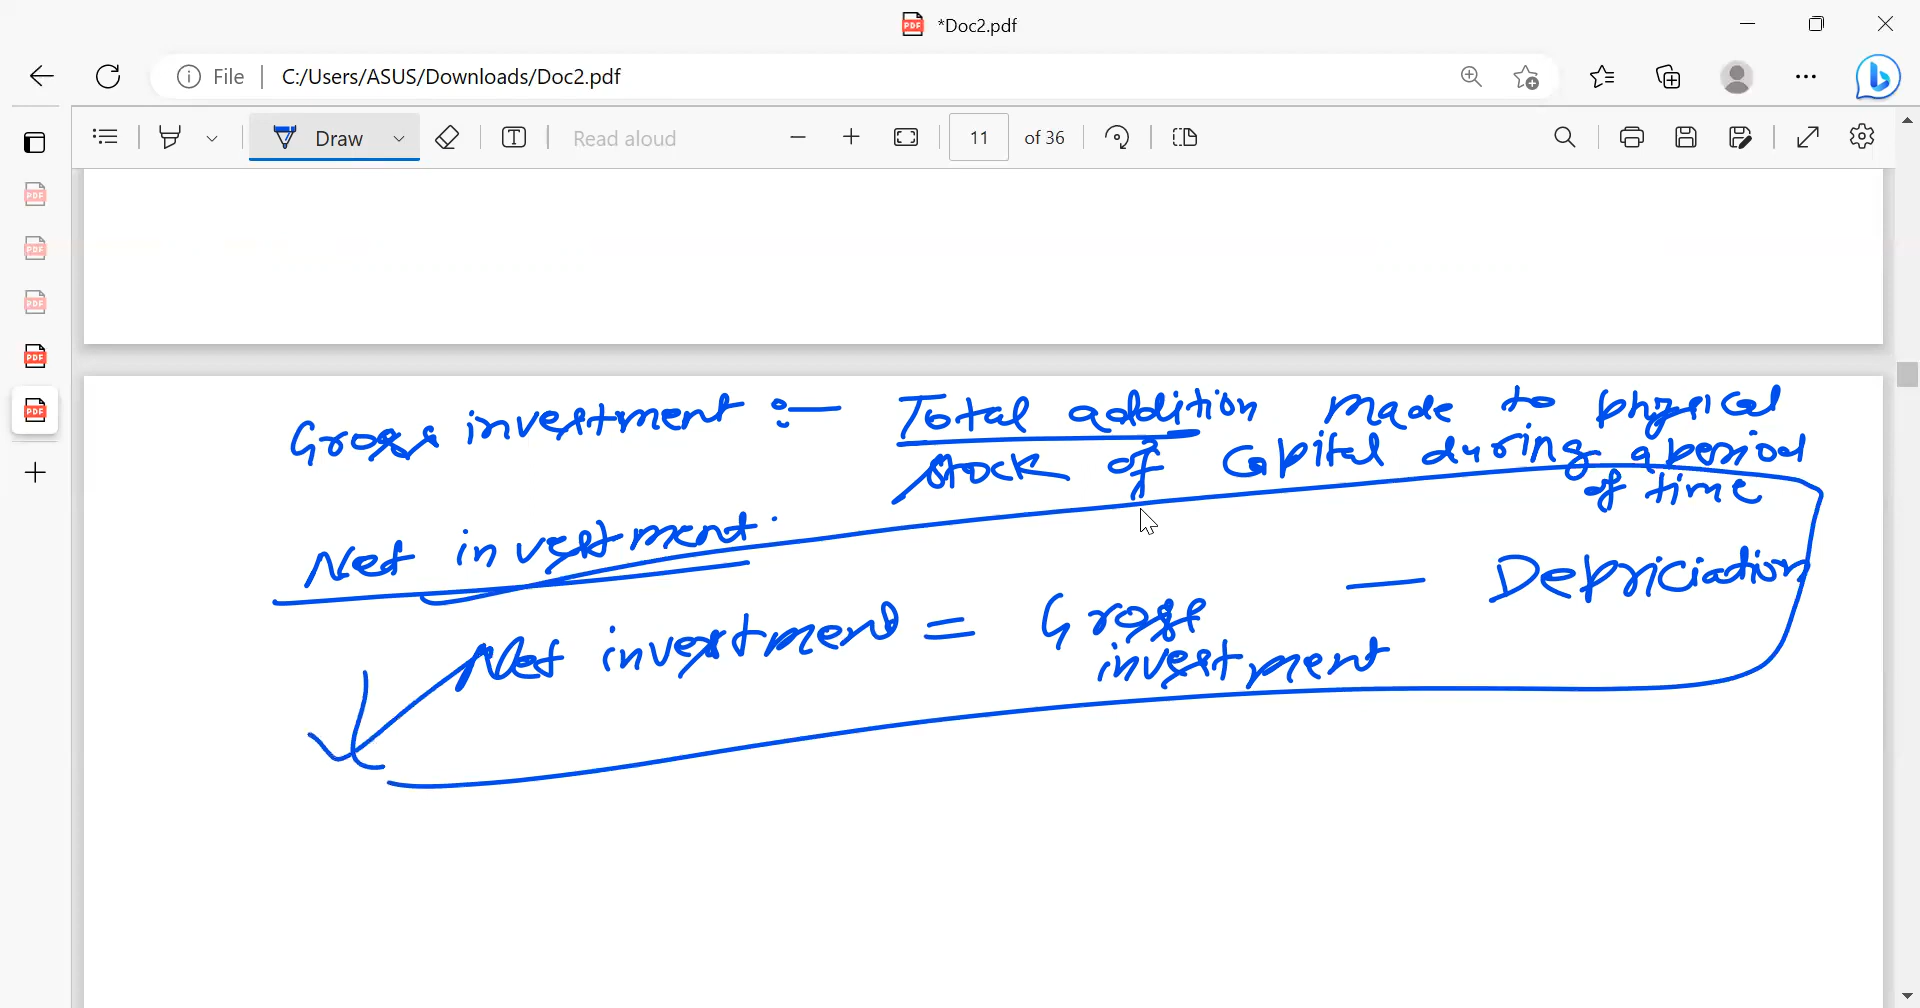 *Doc2.pdf
File
C:/Users/ASUS/Downloads/Doc2.pdf
Draw
Read aloud
11 of 36
Gross investment :— Total addition made to physical
stock of capital during a period
of time
Net investment.
Net investment = Gross investment — Depriciation